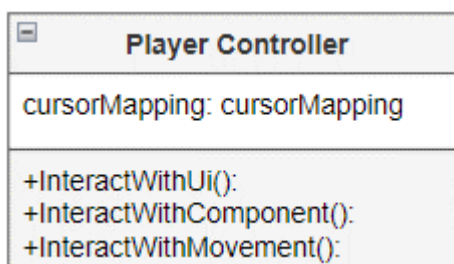 Player Controller
cursorMapping: cursorMapping
+InteractWithUi():
+InteractWithComponent():
+InteractWithMovement():